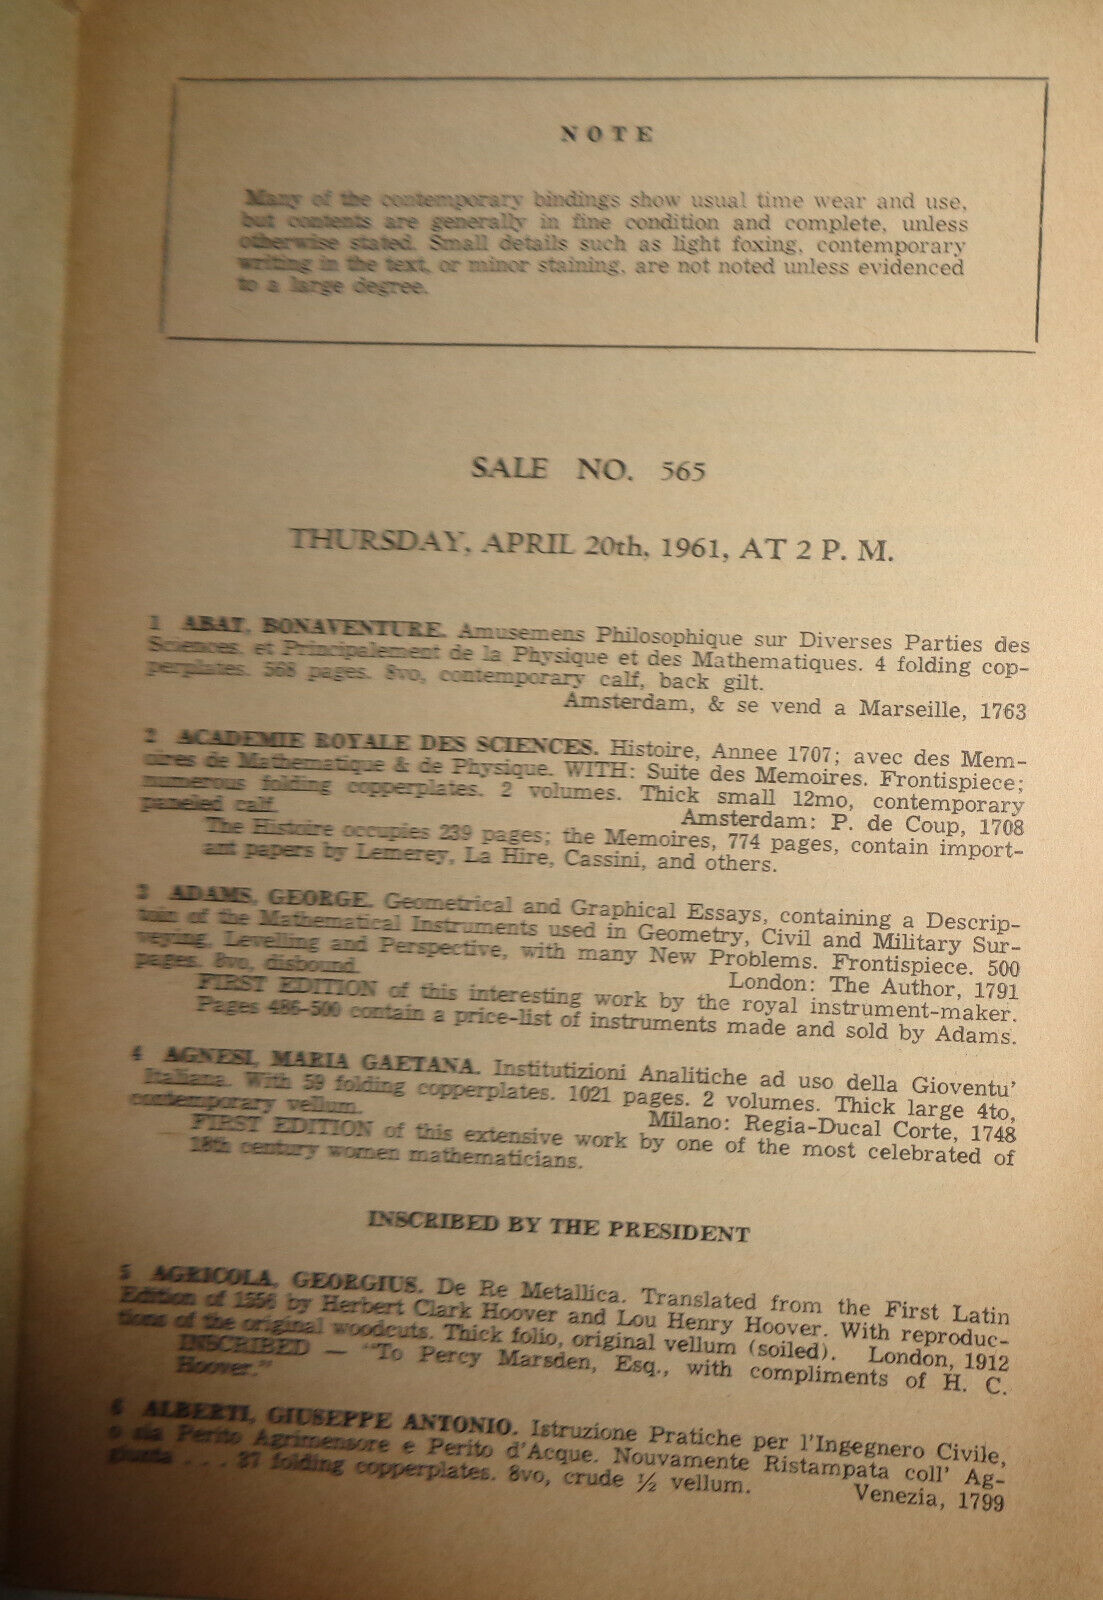 NOTE
Many of the contemporary bindings show usual time wear and use,
but contents are generally in fine condition and complete, unless
otherwise stated. Small details such as light foxing, contemporary
writing in the text, or minor staining, are not noted unless evidenced
to a large degree.
SALE NO. 565
THURSDAY, APRIL 20th, 1961, AT 2 P. M.
1 ABAT, BONAVENTURE. Amusemens Philosophique sur Diverses Parties des
Sciences, et Principalement de la Physique et des Mathematiques. 4 folding cop-
perplates. 568 pages. 8vo, contemporary calf, back gilt.
Amsterdam, & se vend a Marseille, 1763
2 ACADEMIE ROYALE DES SCIENCES. Histoire, Annee 1707; avec des Mem-
oires de Mathematique & de Physique. WITH: Suite des Memoires. Frontispiece;
numerous folding copperplates. 2 volumes. Thick small 12mo, contemporary
paneled calf. Amsterdam: P. de Coup, 1708
The Histoire occupies 239 pages; the Memoires, 774 pages, contain import-
ant papers by Lemerey, La Hire, Cassini, and others.
3 ADAMS, GEORGE. Geometrical and Graphical Essays, containing a Descrip-
toin of the Mathematical Instruments used in Geometry, Civil and Military Sur-
veying, Levelling and Perspective, with many New Problems. Frontispiece. 500
pages. 8vo, disbound. London: The Author, 1791
FIRST EDITION of this interesting work by the royal instrument-maker.
Pages 486-500 contain a price-list of instruments made and sold by Adams.
4 AGNESI, MARIA GAETANA. Institutizioni Analitiche ad uso della Gioventu'
Italiana. With 59 folding copperplates. 1021 pages. 2 volumes. Thick large 4to,
contemporary vellum. Milano: Regia-Ducal Corte, 1748
FIRST EDITION of this extensive work by one of the most celebrated of
18th century women mathematicians.
INSCRIBED BY THE PRESIDENT
5 AGRICOLA, GEORGIUS. De Re Metallica. Translated from the First Latin
Edition of 1556 by Herbert Clark Hoover and Lou Henry Hoover. With reproduc-
tions of the original woodcuts. Thick folio, original vellum (soiled). London, 1912
INSCRIBED — "To Percy Marsden, Esq., with compliments of H. C.
Hoover."
6 ALBERTI, GIUSEPPE ANTONIO. Istruzione Pratiche per l'Ingegnero Civile,
o sia Perito Agrimensore e Perito d'Acque. Nouvamente Ristampata coll' Ag-
giunta . . . 37 folding copperplates. 8vo, crude ½ vellum. Venezia, 1799